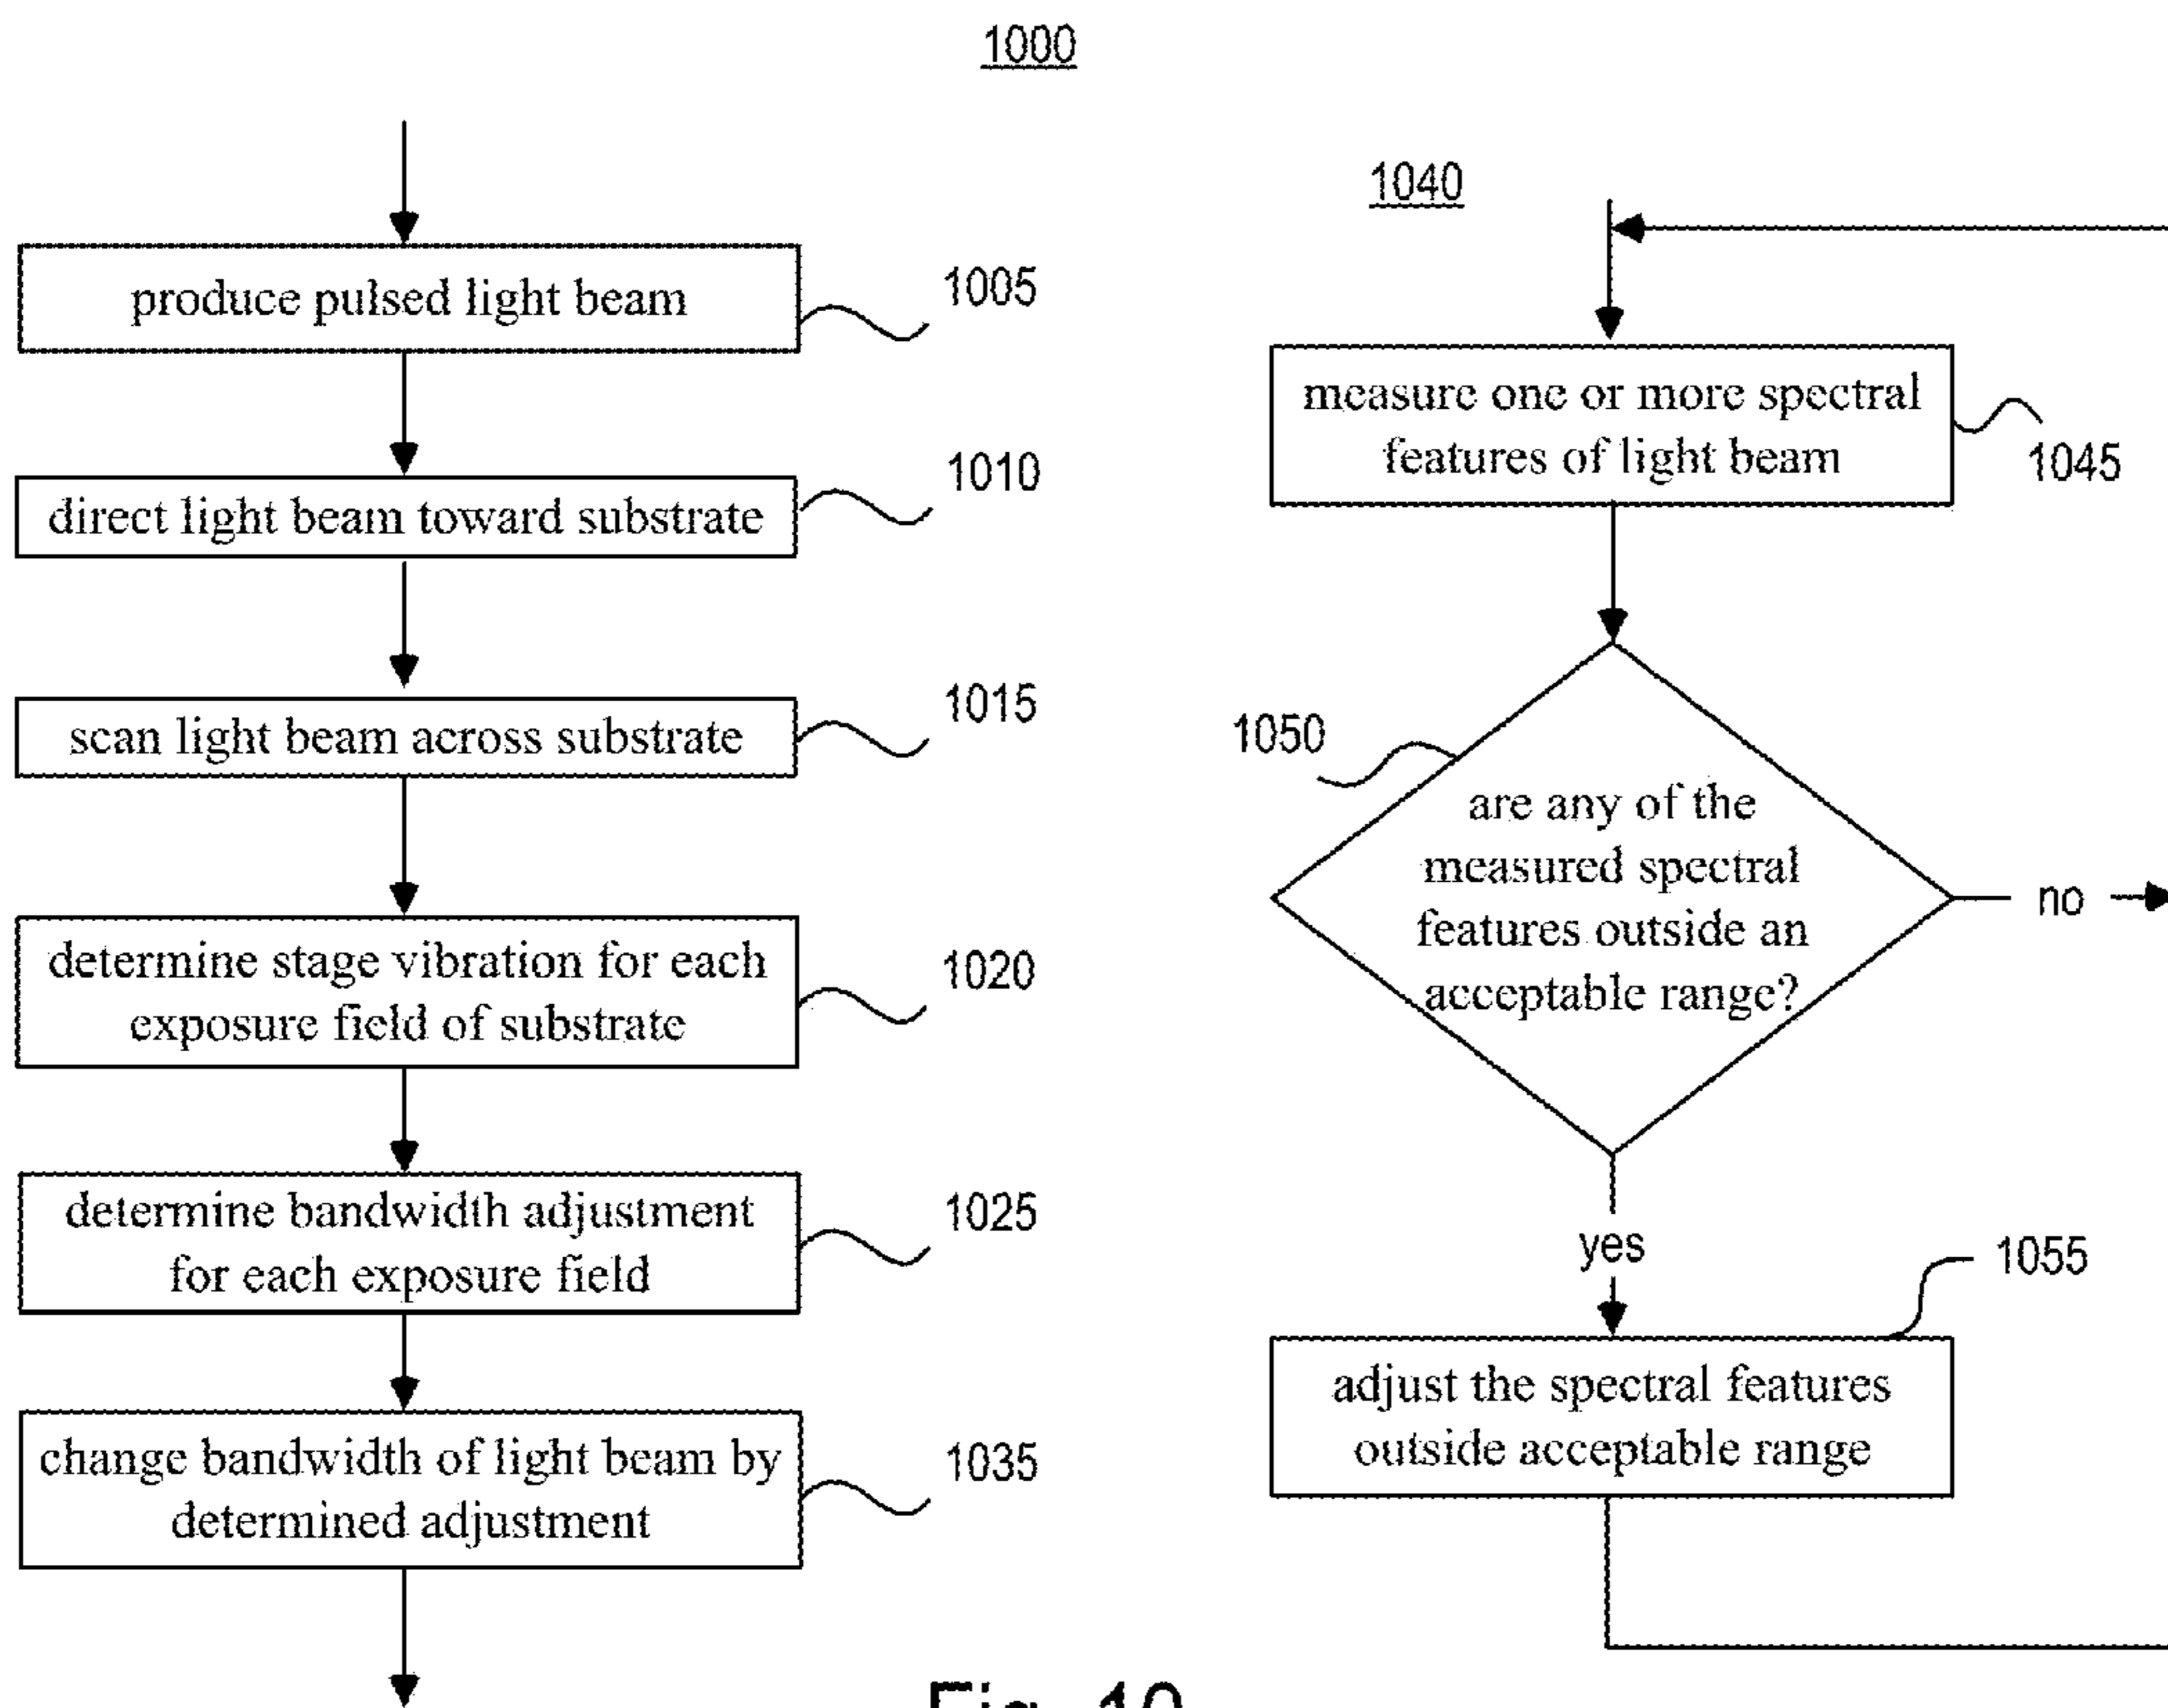 1000
produce pulsed light beam
1005
direct light beam toward substrate
1010
scan light beam across substrate
1015
determine stage vibration for each
exposure field of substrate
1020
determine bandwidth adjustment
for each exposure field
1025
change bandwidth of light beam by
determined adjustment
1035
1040
measure one or more spectral
features of light beam
1045
1050
are any of the
measured spectral
features outside an
acceptable range?
no
yes
1055
adjust the spectral features
outside acceptable range
Fig. 10